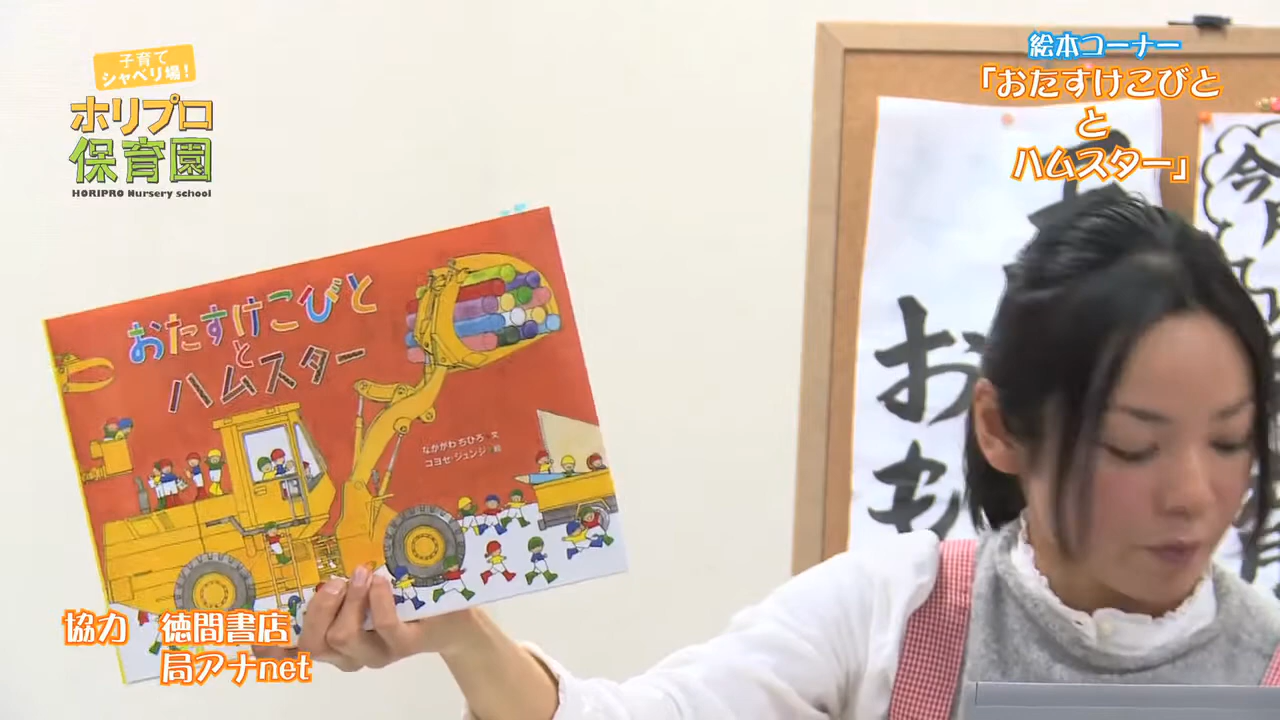 子育て
シャベリ場!
ホリプロ
保育園
HORIPRO Nursery school
絵本コーナー
「おたすけこびと
と
ハムスター」
おたすけこびと
と
ハムスター
なかがわちひろ 文
コヨセ・ジュンジ 絵
お
も
今
協力 徳間書店
局アナnet